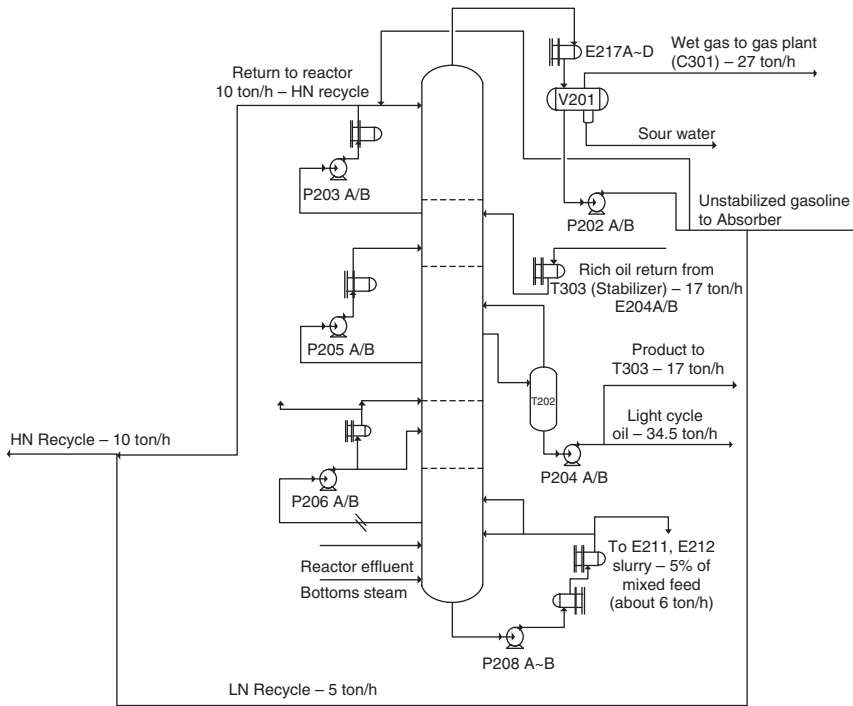 E217A~D
Wet gas to gas plant
(C301) – 27 ton/h
Return to reactor
10 ton/h – HN recycle
V201
Sour water
P203 A/B
P202 A/B
Unstabilized gasoline
to Absorber
Rich oil return from
T303 (Stabilizer) – 17 ton/h
E204A/B
P205 A/B
Product to
T303 – 17 ton/h
T202
Light cycle
oil – 34.5 ton/h
HN Recycle – 10 ton/h
P204 A/B
P206 A/B
To E211, E212
slurry – 5% of
mixed feed
(about 6 ton/h)
Reactor effluent
Bottoms steam
P208 A~B
LN Recycle – 5 ton/h